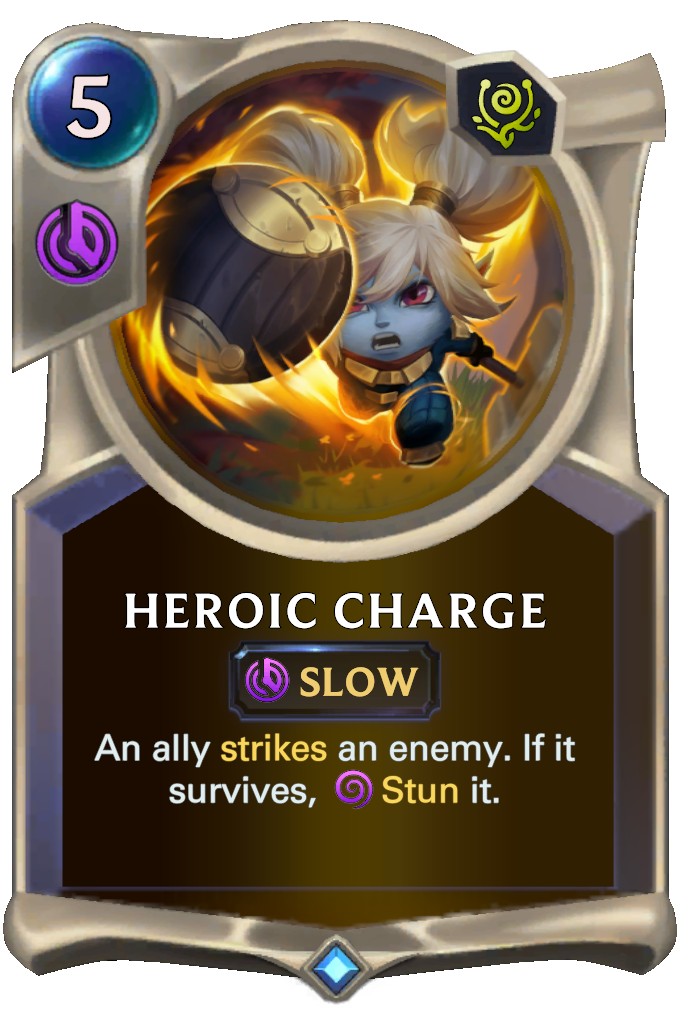 5
HEROIC CHARGE
SLOW
An ally strikes an enemy. If it
survives, Stun it.